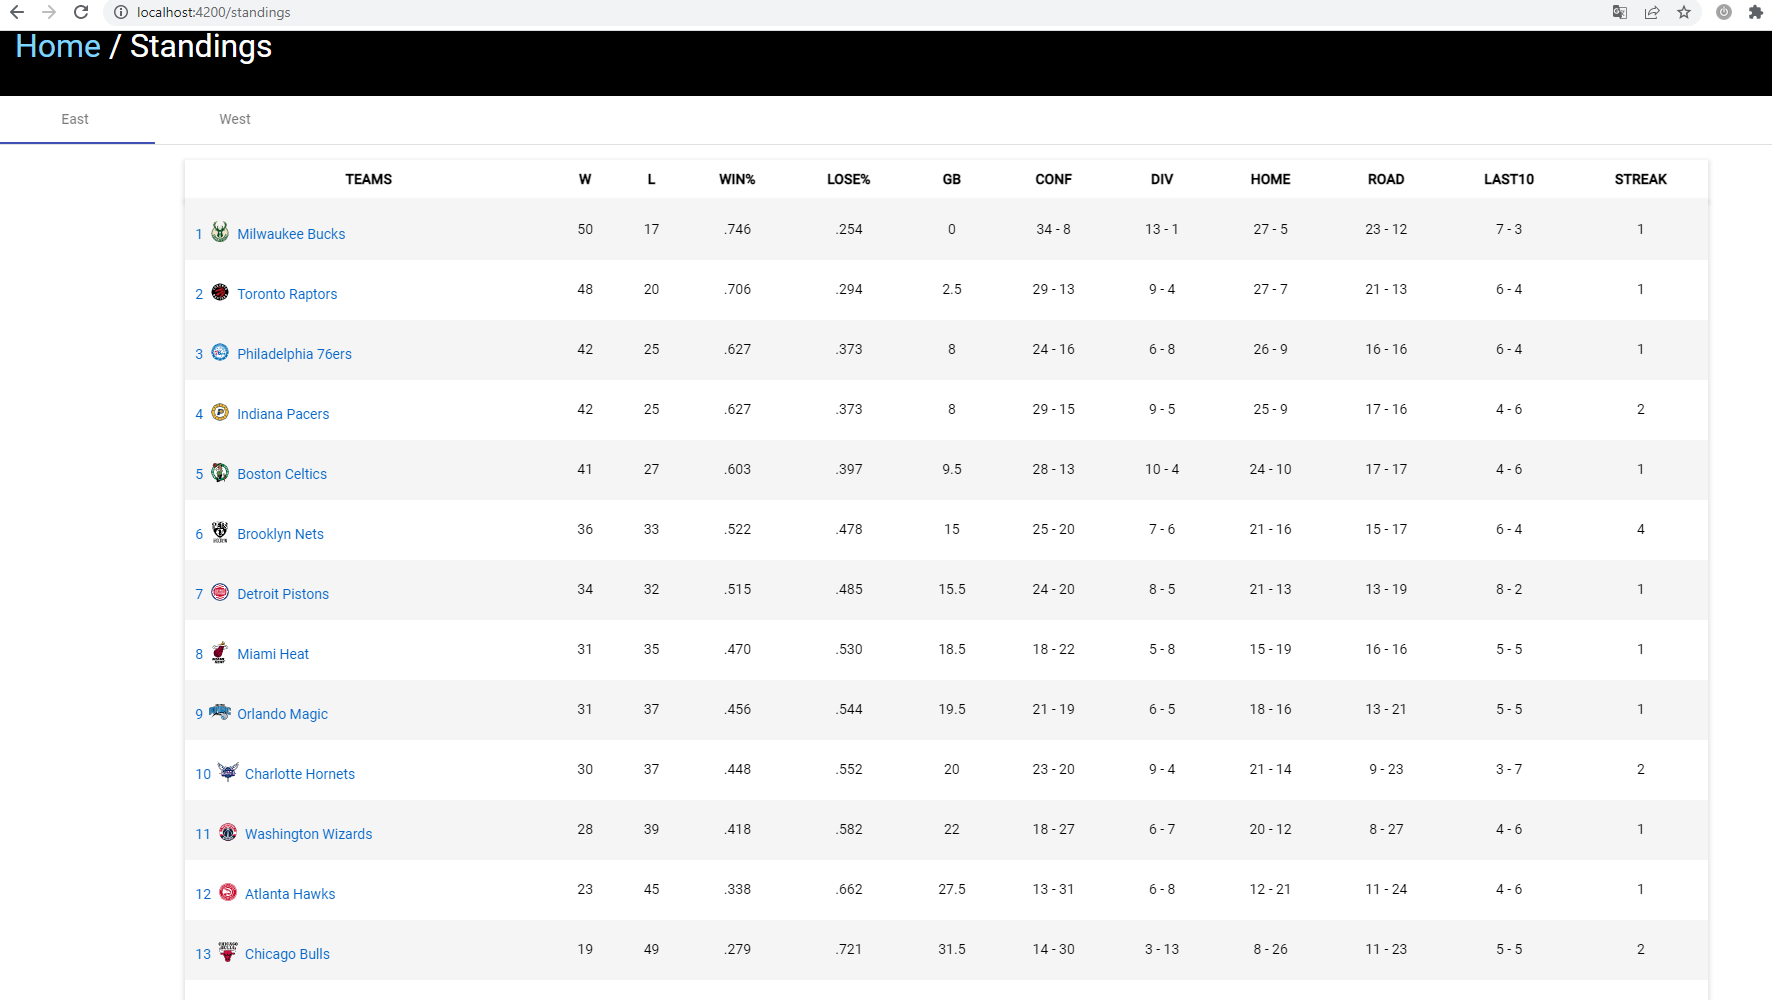 localhost:4200/standings
Home / Standings
East West
TEAMS W L WIN% LOSE% GB CONF DIV HOME ROAD LAST10 STREAK
1 Milwaukee Bucks 50 17 .746 .254 0 34 - 8 13 - 1 27 - 5 23 - 12 7 - 3 1
2 Toronto Raptors 48 20 .706 .294 2.5 29 - 13 9 - 4 27 - 7 21 - 13 6 - 4 1
3 Philadelphia 76ers 42 25 .627 .373 8 24 - 16 6 - 8 26 - 9 16 - 16 6 - 4 1
4 Indiana Pacers 42 25 .627 .373 8 29 - 15 9 - 5 25 - 9 17 - 16 4 - 6 2
5 Boston Celtics 41 27 .603 .397 9.5 28 - 13 10 - 4 24 - 10 17 - 17 4 - 6 1
6 Brooklyn Nets 36 33 .522 .478 15 25 - 20 7 - 6 21 - 16 15 - 17 6 - 4 4
7 Detroit Pistons 34 32 .515 .485 15.5 24 - 20 8 - 5 21 - 13 13 - 19 8 - 2 1
8 Miami Heat 31 35 .470 .530 18.5 18 - 22 5 - 8 15 - 19 16 - 16 5 - 5 1
9 Orlando Magic 31 37 .456 .544 19.5 21 - 19 6 - 5 18 - 16 13 - 21 5 - 5 1
10 Charlotte Hornets 30 37 .448 .552 20 23 - 20 9 - 4 21 - 14 9 - 23 3 - 7 2
11 Washington Wizards 28 39 .418 .582 22 18 - 27 6 - 7 20 - 12 8 - 27 4 - 6 1
12 Atlanta Hawks 23 45 .338 .662 27.5 13 - 31 6 - 8 12 - 21 11 - 24 4 - 6 1
13 Chicago Bulls 19 49 .279 .721 31.5 14 - 30 3 - 13 8 - 26 11 - 23 5 - 5 2